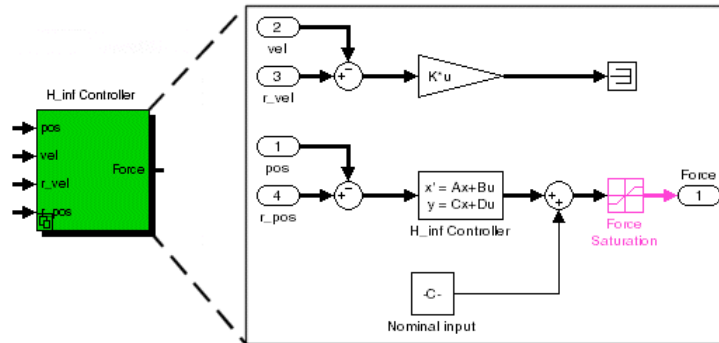 H_inf Controller
pos
vel
r_vel
r_pos
Force
2
vel
3
r_vel
+
−
K*u
1
pos
4
r_pos
+
−
x' = Ax+Bu
y = Cx+Du
H_inf Controller
+
+
Force
Saturation
Force
1
-C-
Nominal input